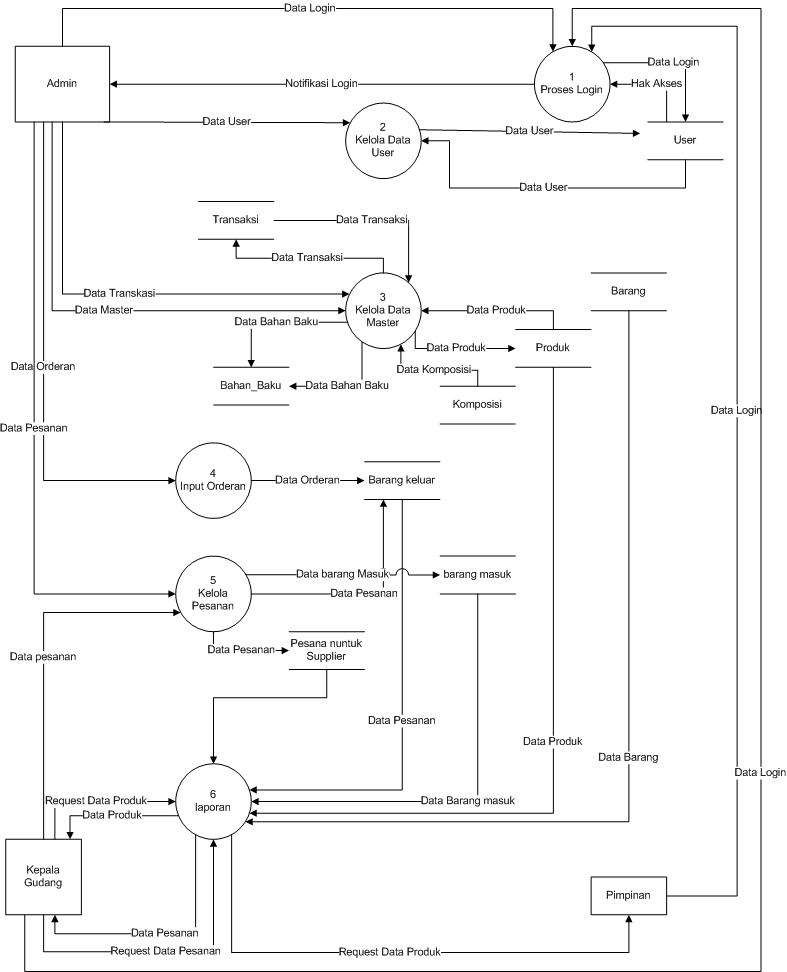 Data Login
Admin
1
Proses Login
Data Login
Notifikasi Login
Hak Akses
Data User
2
Kelola Data
User
Data User
User
Data User
Transaksi
Data Transaksi
Data Transaksi
Barang
Data Transkasi
3
Kelola Data
Master
Data Master
Data Produk
Data Bahan Baku
Data Produk
Produk
Data Orderan
Data Komposisi
Bahan_Baku
Data Bahan Baku
Komposisi
Data Login
Data Pesanan
4
Input Orderan
Data Orderan
Barang keluar
5
Kelola
Pesanan
Data barang Masuk
barang masuk
Data Pesanan
Data pesanan
Data Pesanan
Pesana nuntuk
Supplier
Data Pesanan
Data Produk
Data Barang
Data Login
6
laporan
Request Data Produk
Data Barang masuk
Data Produk
Kepala
Gudang
Pimpinan
Data Pesanan
Request Data Pesanan
Request Data Produk